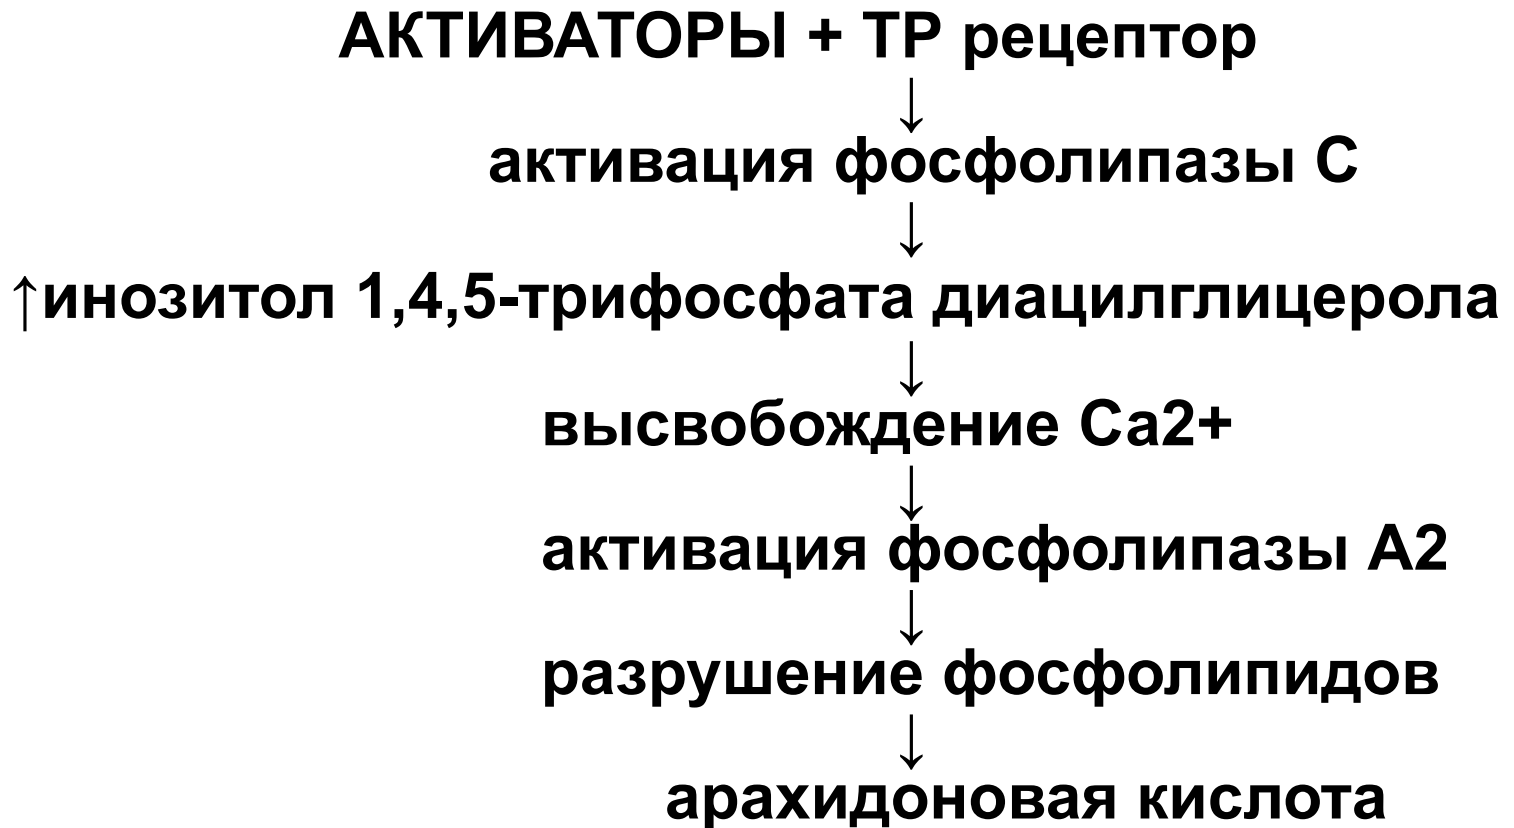 АКТИВАТОРЫ + ТР рецептор
↓
активация фосфолипазы С
↓
↑инозитол 1,4,5-трифосфата диацилглицерола
↓
высвобождение Са2+
↓
активация фосфолипазы А2
↓
разрушение фосфолипидов
↓
арахидоновая кислота